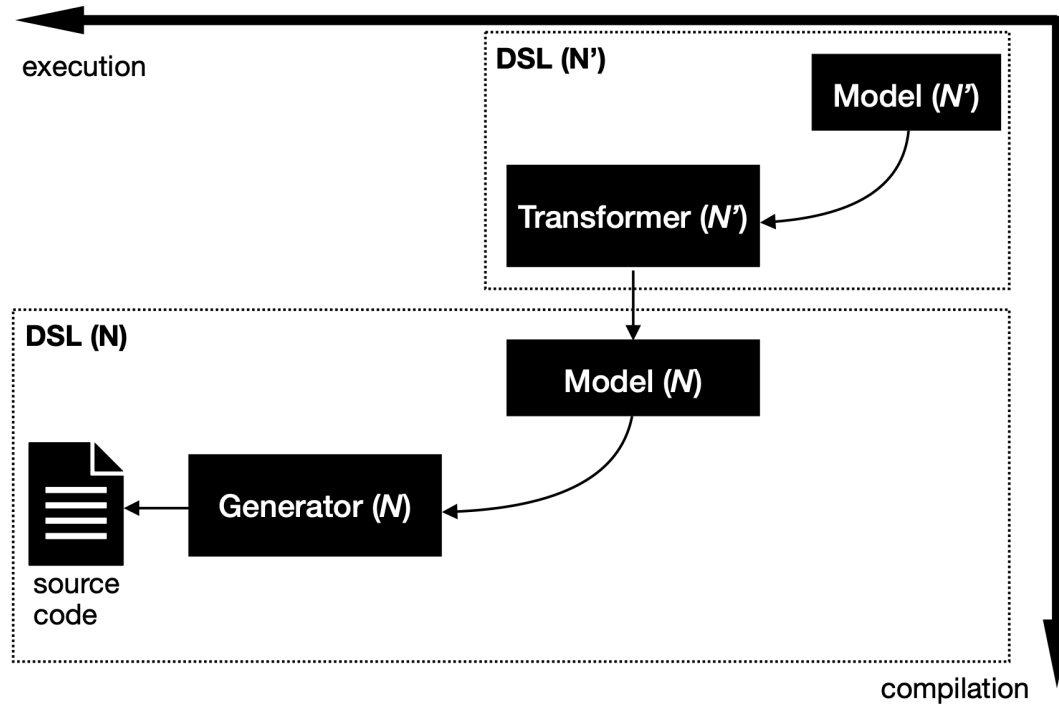 execution
DSL (N’)
Model (N’)
Transformer (N’)
DSL (N)
Model (N)
Generator (N)
source
code
compilation